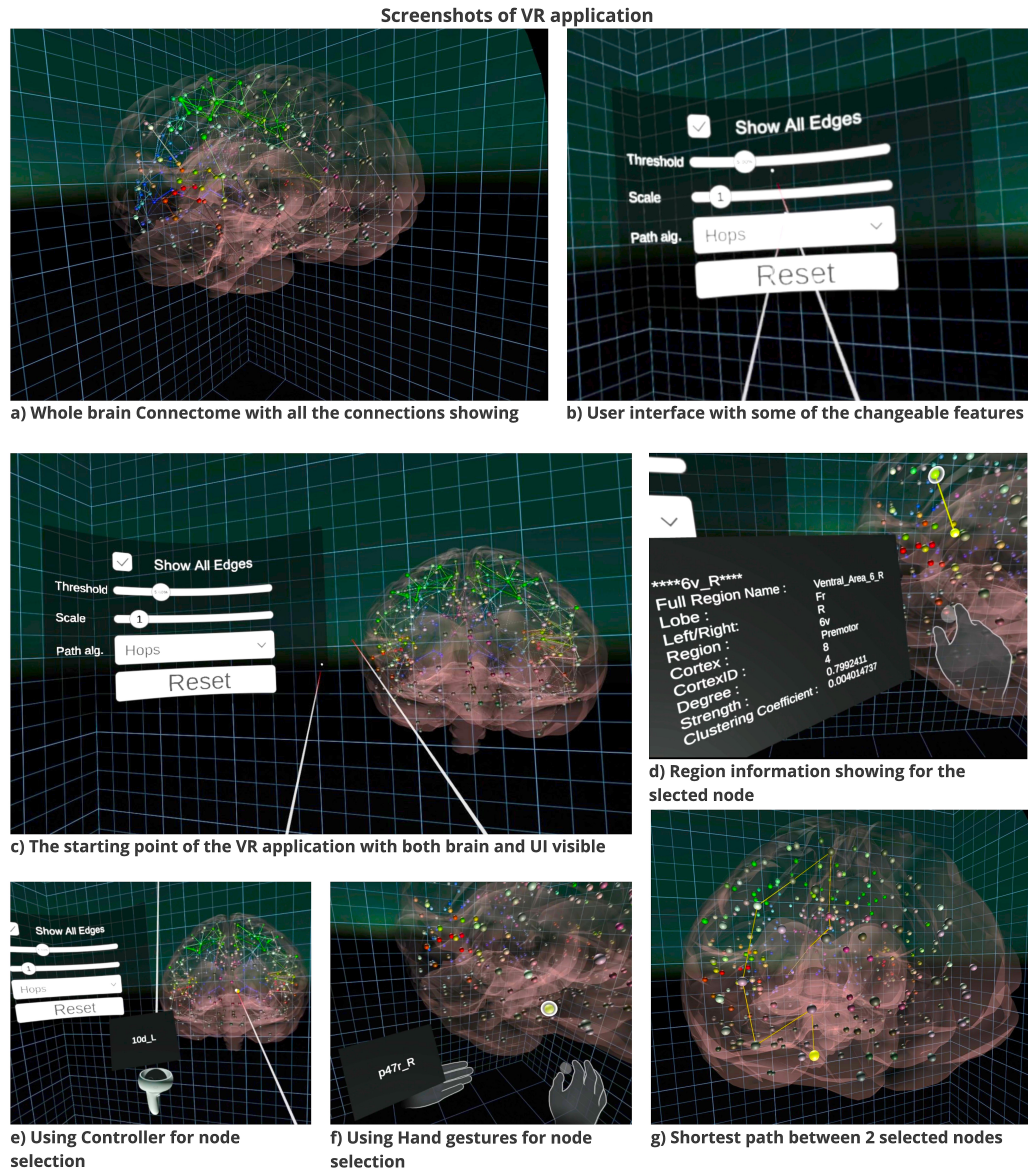 Screenshots of VR application
Show All Edges
Threshold
Scale
1
Path alg.
Hops
Reset
a) Whole brain Connectome with all the connections showing
b) User interface with some of the changeable features
Show All Edges
Threshold
Scale
1
Path alg.
Hops
Reset
****6v_R****
Full Region Name : Ventral_Area_6_R
Lobe : Fr
Left/Right: R
Region : 6v
Cortex : Premotor
CortexID : 8
Degree : 4
Strength : 0.7992411
Clustering Coefficient : 0.004014737
d) Region information showing for the
slected node
c) The starting point of the VR application with both brain and UI visible
Show All Edges
1
Hops
Reset
10d_L
p47r_R
e) Using Controller for node
selection
f) Using Hand gestures for node
selection
g) Shortest path between 2 selected nodes